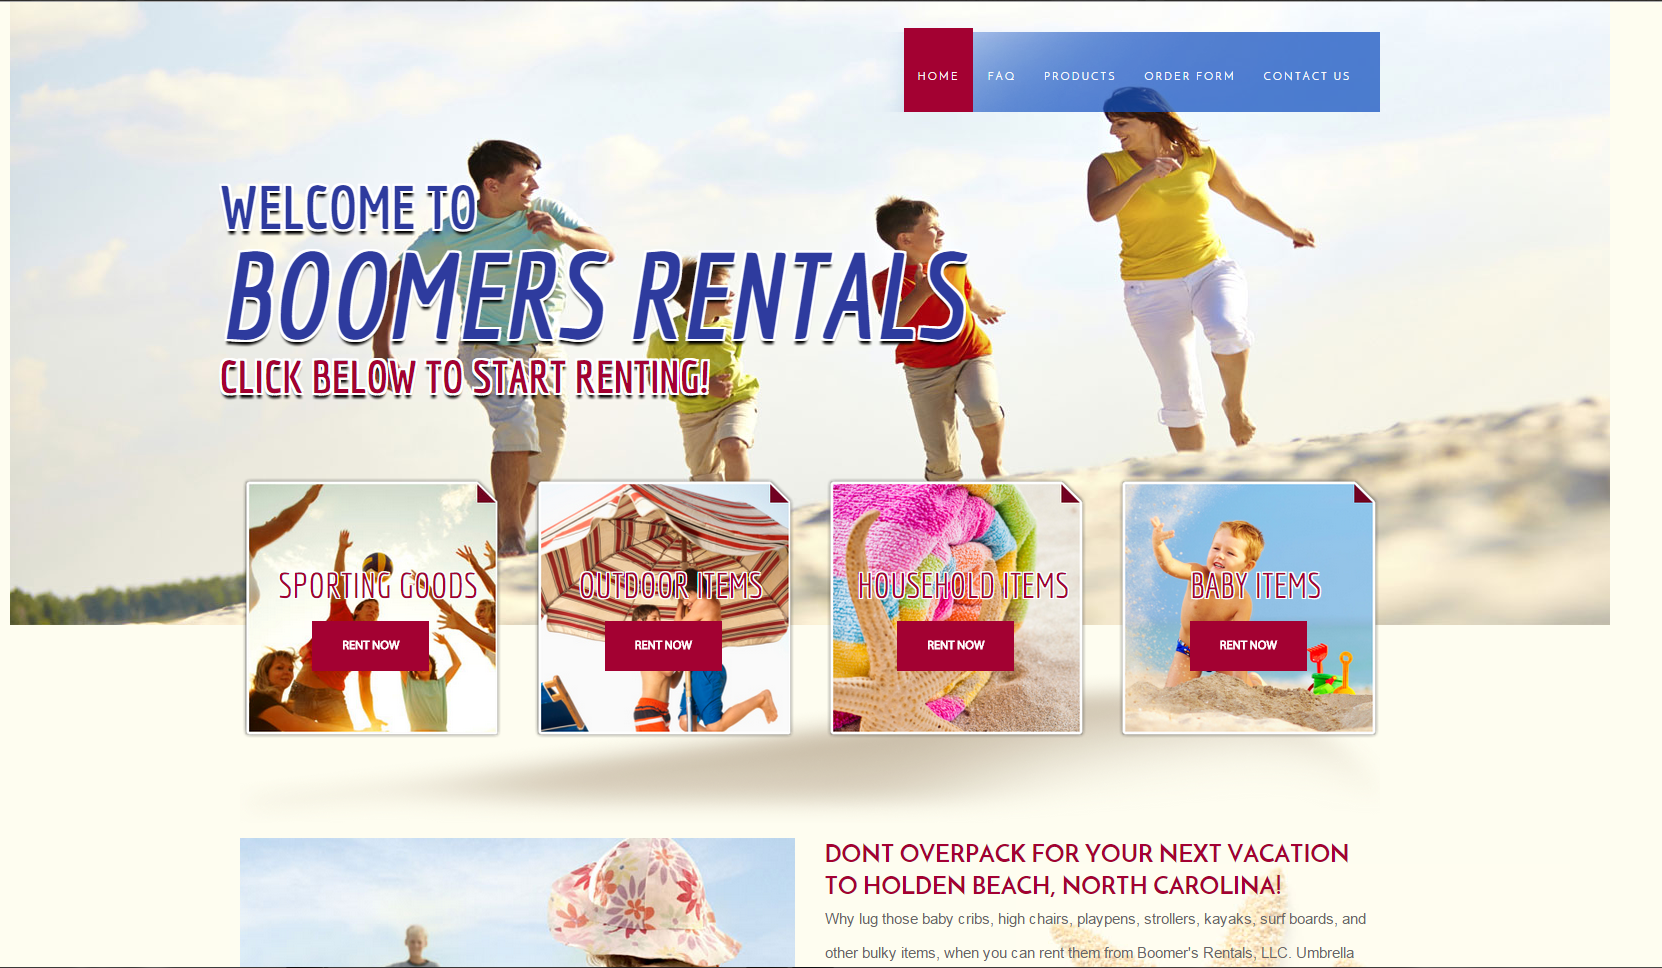 HOME FAQ PRODUCTS ORDER FORM CONTACT US
WELCOME TO
BOOMERS RENTALS
CLICK BELOW TO START RENTING!
SPORTING GOODS
RENT NOW
OUTDOOR ITEMS
RENT NOW
HOUSEHOLD ITEMS
RENT NOW
BABY ITEMS
RENT NOW
DONT OVERPACK FOR YOUR NEXT VACATION
TO HOLDEN BEACH, NORTH CAROLINA!
Why lug those baby cribs, high chairs, playpens, strollers, kayaks, surf boards, and
other bulky items, when you can rent them from Boomer's Rentals, LLC. Umbrella